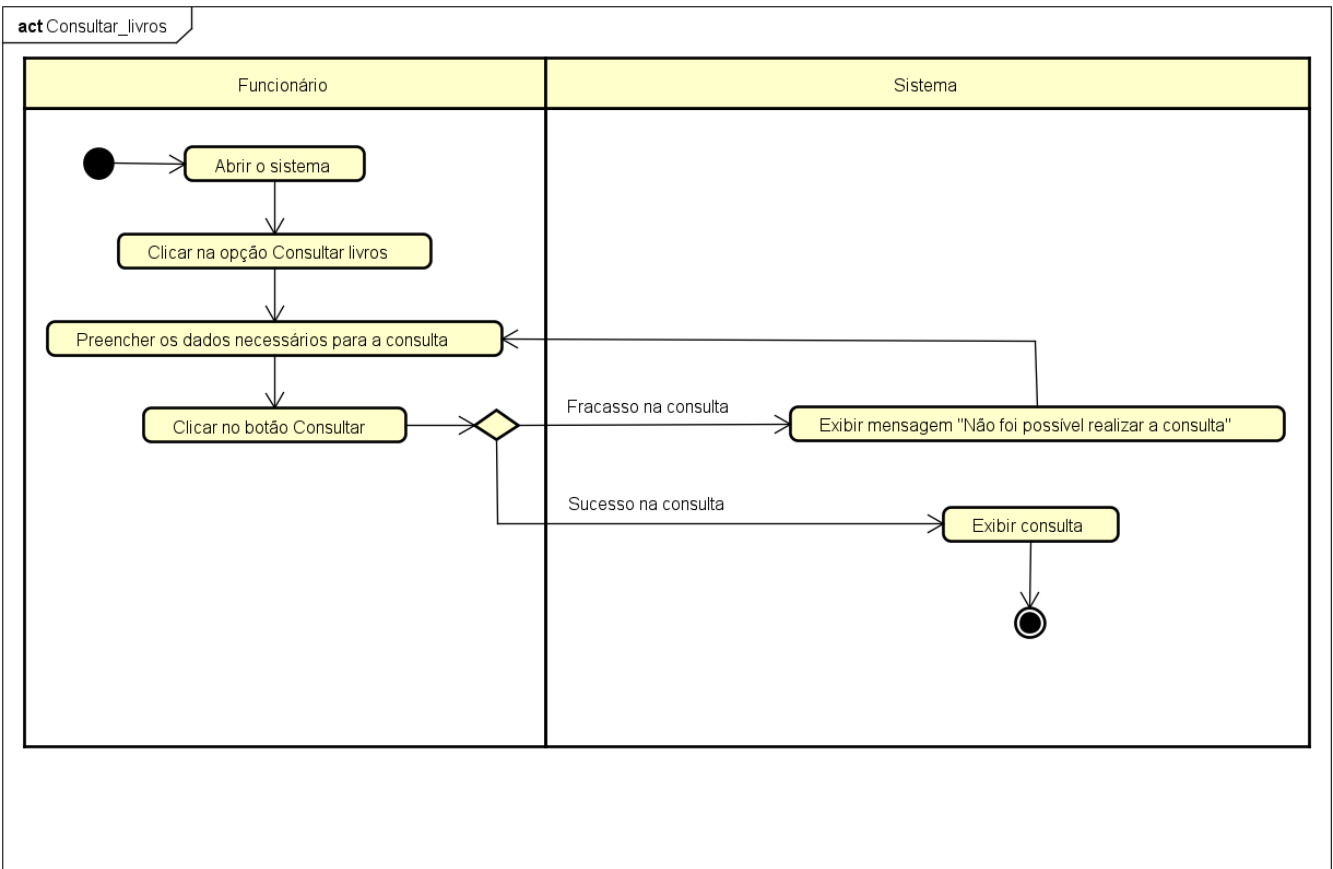 act Consultar_livros
Funcionário
Sistema
Abrir o sistema
Clicar na opção Consultar livros
Preencher os dados necessários para a consulta
Clicar no botão Consultar
Fracasso na consulta
Exibir mensagem "Não foi possível realizar a consulta"
Sucesso na consulta
Exibir consulta